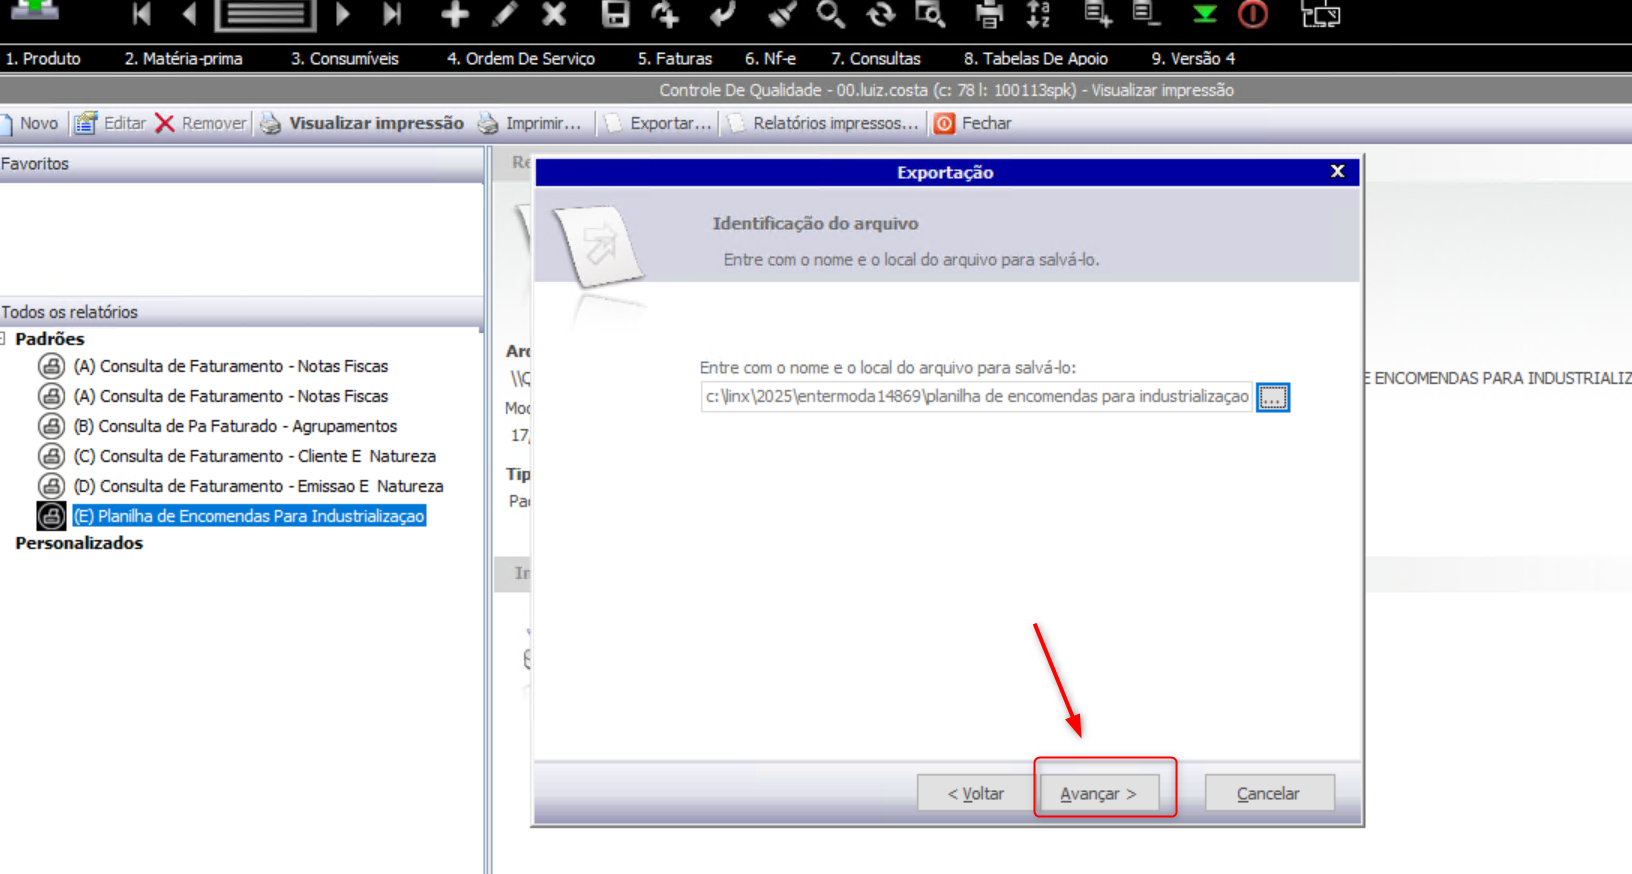 1. Produto
2. Matéria-prima
3. Consumíveis
4. Ordem De Serviço
5. Faturas
6. Nf-e
7. Consultas
8. Tabelas De Apoio
9. Versão 4
Controle De Qualidade - 00.luiz.costa (c: 78 l: 100113spk) - Visualizar impressão
Novo
Editar
Remover
Visualizar impressão
Imprimir...
Exportar...
Relatórios impressos...
Fechar
Favoritos
Todos os relatórios
Padrões
(A) Consulta de Faturamento - Notas Fiscas
(A) Consulta de Faturamento - Notas Fiscas
(B) Consulta de Pa Faturado - Agrupamentos
(C) Consulta de Faturamento - Cliente E Natureza
(D) Consulta de Faturamento - Emissao E Natureza
(E) Planilha de Encomendas Para Industrializaçao
Personalizados
E ENCOMENDAS PARA INDUSTRIALIZ
17,
Exportação
X
Identificação do arquivo
Entre com o nome e o local do arquivo para salvá-lo.
Entre com o nome e o local do arquivo para salvá-lo:
c:\linx\2025\entermoda14869\planilha de encomendas para industrializaçao
...
< Voltar
Avançar >
Cancelar